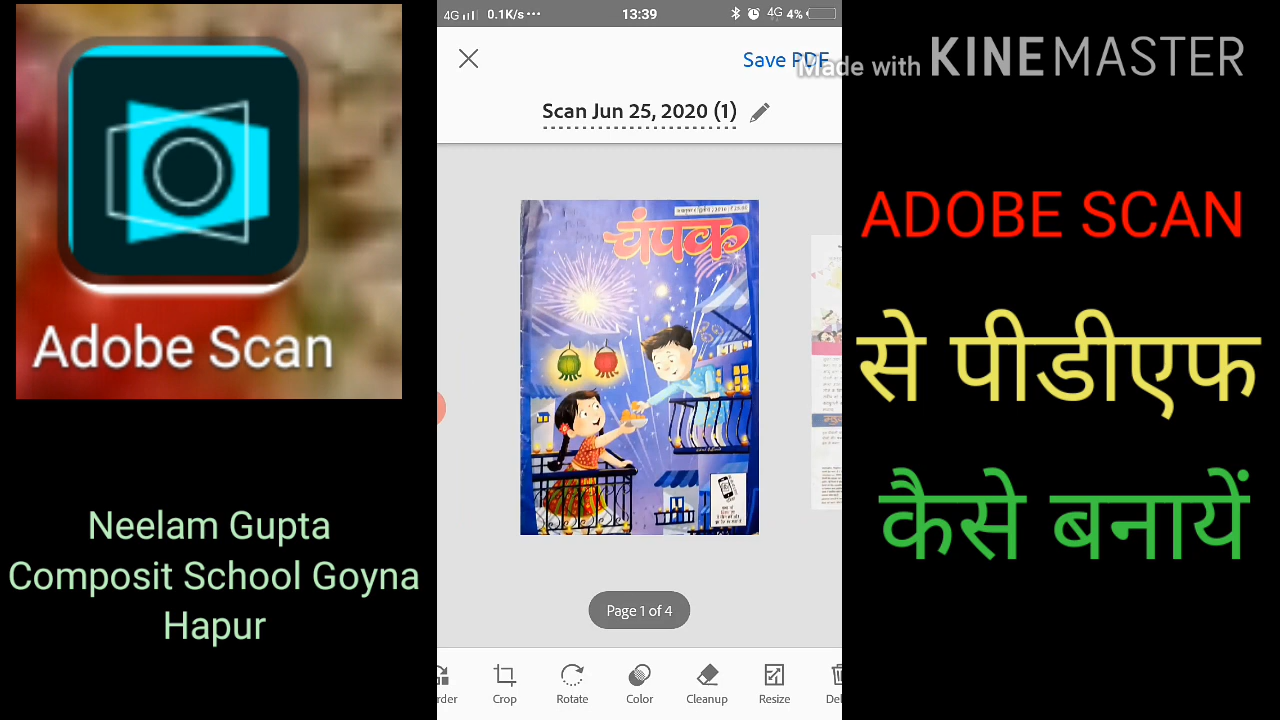 Adobe Scan
Neelam Gupta
Composit School Goyna
Hapur
4G 0.1K/s... 13:39 4G 4%
Save PDF
Scan Jun 25, 2020 (1)
चंपक
Page 1 of 4
rder Crop Rotate Color Cleanup Resize Del
Made with KINEMASTER
ADOBE SCAN
से पीडीएफ
कैसे बनायें